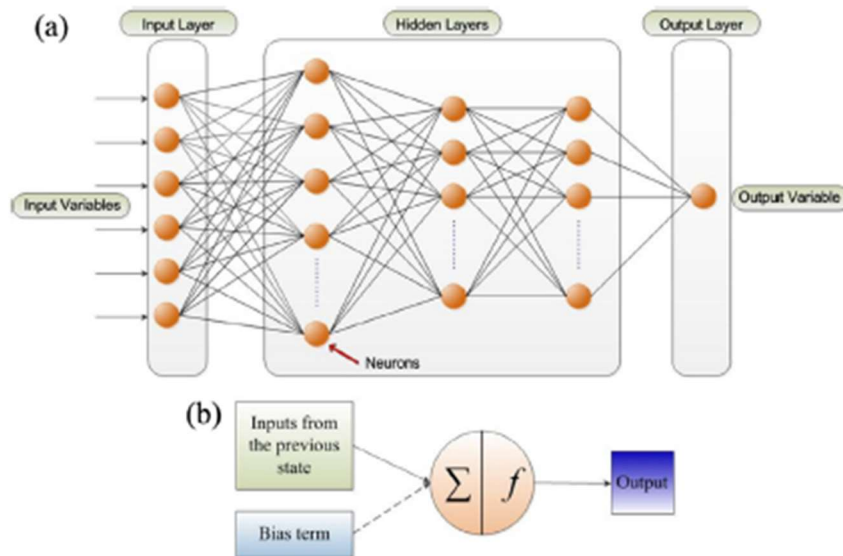 (a)
Input Layer
Hidden Layers
Output Layer
Input Variables
Output Variable
Neurons
(b)
Inputs from
the previous
state
Σ f
Output
Bias term